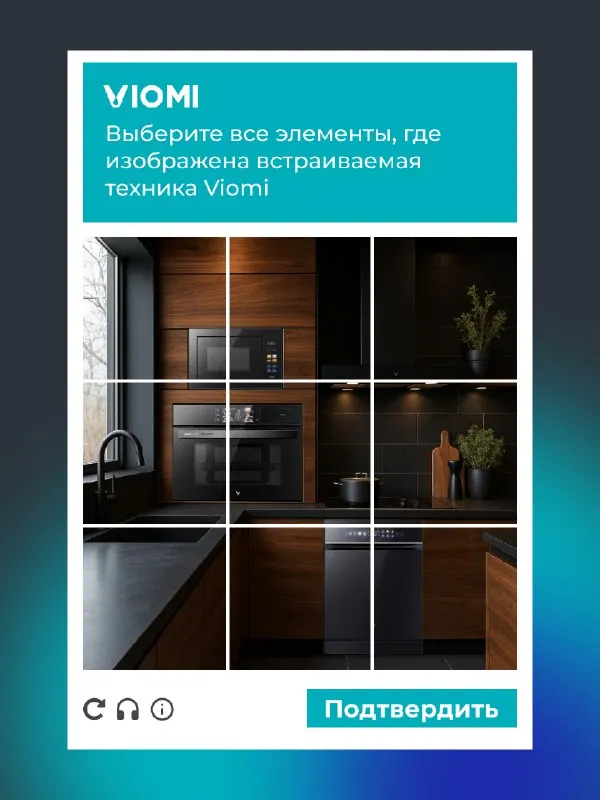 VIOMI
Выберите все элементы, где
изображена встраиваемая
техника Viomi
Подтвердить